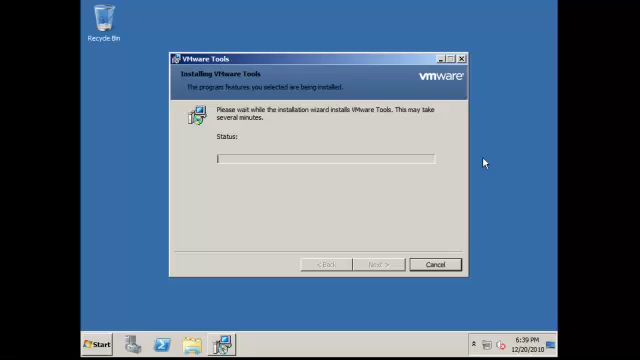 Recycle Bin
VMware Tools
Installing VMware Tools
The program features you selected are being installed.
vmware
Please wait while the installation wizard installs VMware Tools. This may take
several minutes.
Status:
< Back
Next >
Cancel
Start
6:39 PM
12/20/2010